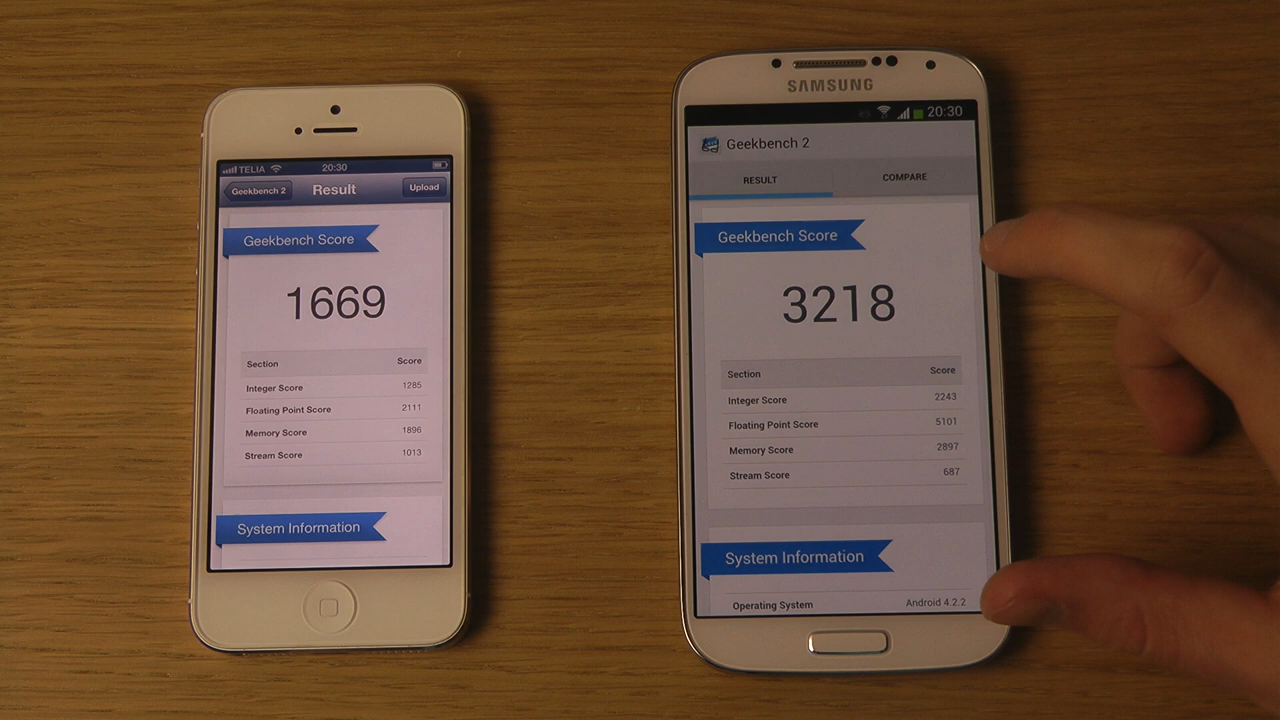 TELIA 20:30
Geekbench 2 Result Upload
Geekbench Score
1669
Section Score
Integer Score 1285
Floating Point Score 2111
Memory Score 1896
Stream Score 1013
System Information
SAMSUNG
20:30
Geekbench 2
RESULT COMPARE
Geekbench Score
3218
Section Score
Integer Score 2243
Floating Point Score 5101
Memory Score 2897
Stream Score 687
System Information
Operating System Android 4.2.2